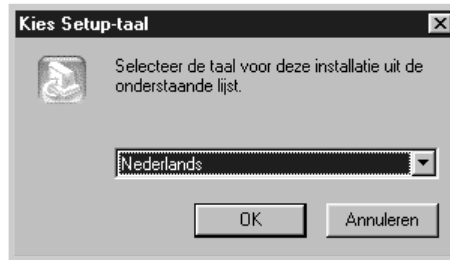 Kies Setup-taal
Selecteer de taal voor deze installatie uit de
onderstaande lijst.
Nederlands
OK
Annuleren